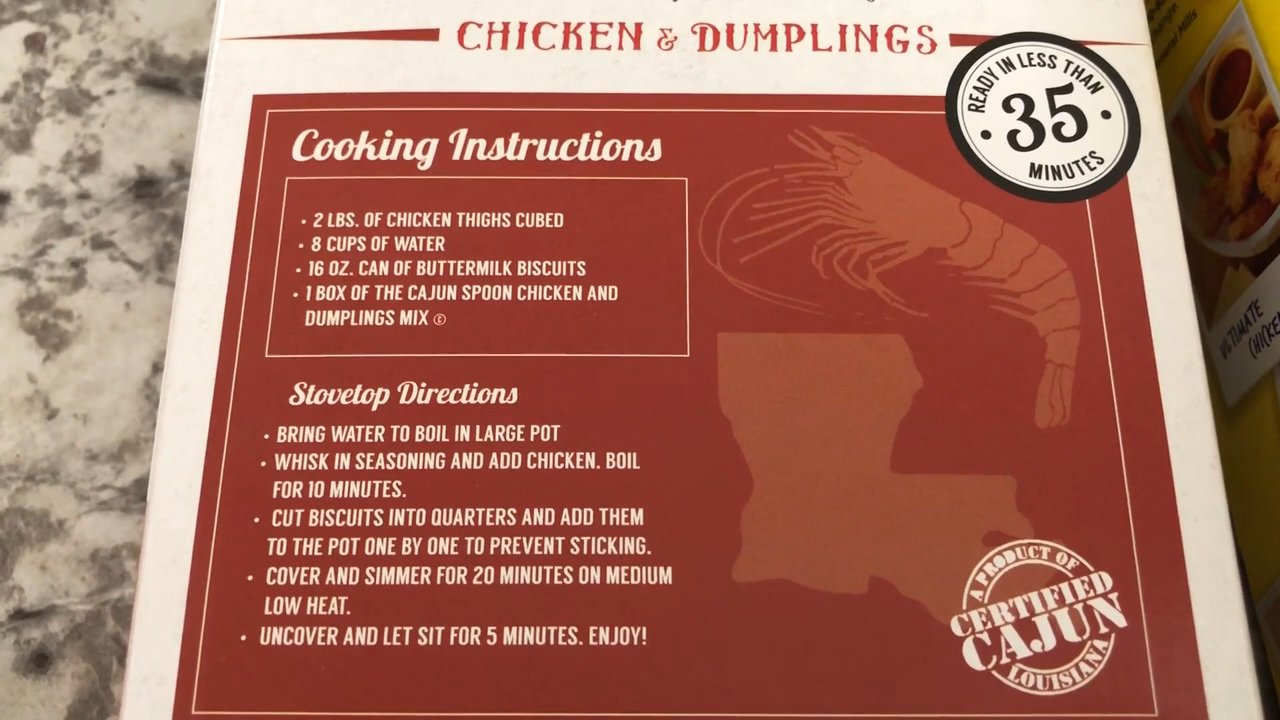 CHICKEN & DUMPLINGS
READY IN LESS THAN
• 35 •
MINUTES
Cooking Instructions
• 2 LBS. OF CHICKEN THIGHS CUBED
• 8 CUPS OF WATER
• 16 OZ. CAN OF BUTTERMILK BISCUITS
• 1 BOX OF THE CAJUN SPOON CHICKEN AND
DUMPLINGS MIX
Stovetop Directions
• BRING WATER TO BOIL IN LARGE POT
• WHISK IN SEASONING AND ADD CHICKEN. BOIL
FOR 10 MINUTES.
• CUT BISCUITS INTO QUARTERS AND ADD THEM
TO THE POT ONE BY ONE TO PREVENT STICKING.
• COVER AND SIMMER FOR 20 MINUTES ON MEDIUM
LOW HEAT.
• UNCOVER AND LET SIT FOR 5 MINUTES. ENJOY!
A PRODUCT OF
CERTIFIED
CAJUN
LOUISIANA
ULTIMATE